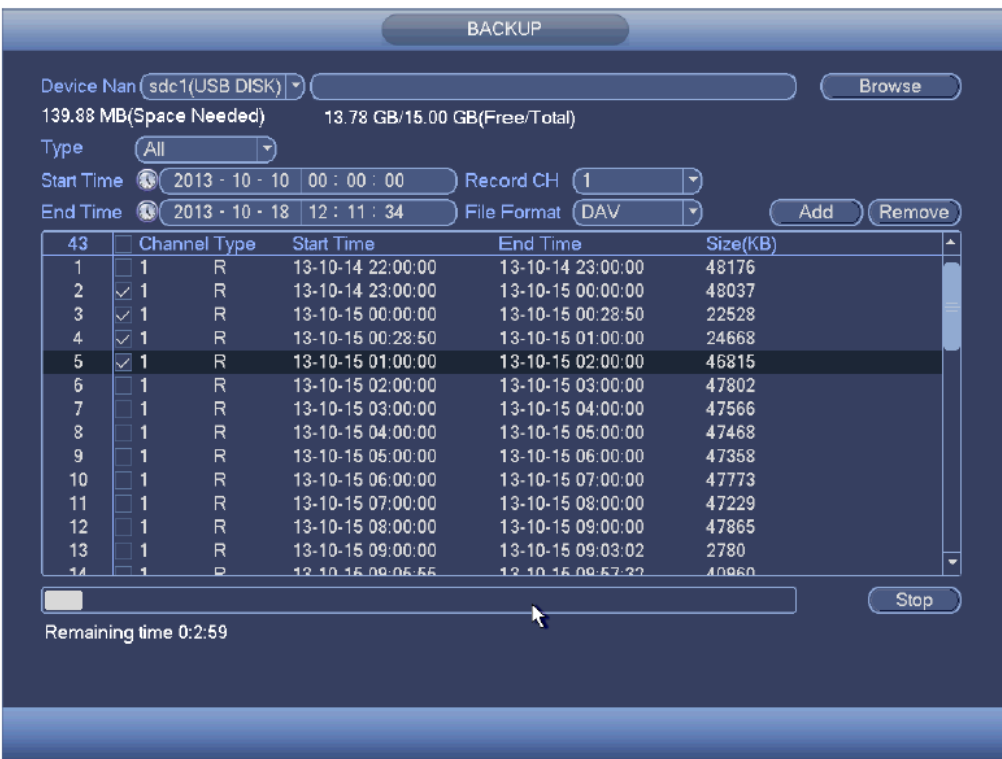 BACKUP
Device Nan sdc1(USB DISK) Browse
139.88 MB(Space Needed) 13.78 GB/15.00 GB(Free/Total)
Type All
Start Time 2013 - 10 - 10 00 : 00 : 00 Record CH 1
End Time 2013 - 10 - 18 12 : 11 : 34 File Format DAV Add Remove
43 Channel Type Start Time End Time Size(KB)
1 1 R 13-10-14 22:00:00 13-10-14 23:00:00 48176
2 1 R 13-10-14 23:00:00 13-10-15 00:00:00 48037
3 1 R 13-10-15 00:00:00 13-10-15 00:28:50 22528
4 1 R 13-10-15 00:28:50 13-10-15 01:00:00 24668
5 1 R 13-10-15 01:00:00 13-10-15 02:00:00 46815
6 1 R 13-10-15 02:00:00 13-10-15 03:00:00 47802
7 1 R 13-10-15 03:00:00 13-10-15 04:00:00 47566
8 1 R 13-10-15 04:00:00 13-10-15 05:00:00 47468
9 1 R 13-10-15 05:00:00 13-10-15 06:00:00 47358
10 1 R 13-10-15 06:00:00 13-10-15 07:00:00 47773
11 1 R 13-10-15 07:00:00 13-10-15 08:00:00 47229
12 1 R 13-10-15 08:00:00 13-10-15 09:00:00 47865
13 1 R 13-10-15 09:00:00 13-10-15 09:03:02 2780
14 1 R 40960
Stop
Remaining time 0:2:59